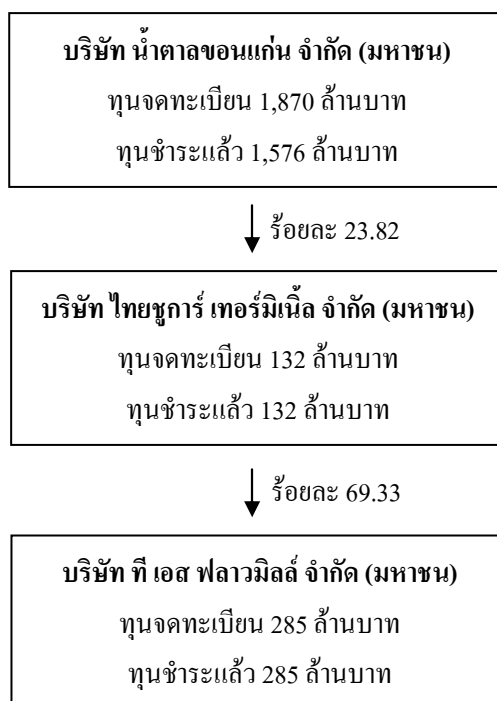 บริษัท น้ำตาลขอนแก่น จำกัด (มหาชน)
ทุนจดทะเบียน 1,870 ล้านบาท
ทุนชำระแล้ว 1,576 ล้านบาท
ร้อยละ 23.82
บริษัท ไทยชูการ์ เทอร์มิเนิ้ล จำกัด (มหาชน)
ทุนจดทะเบียน 132 ล้านบาท
ทุนชำระแล้ว 132 ล้านบาท
ร้อยละ 69.33
บริษัท ที เอส ฟลาวมิลล์ จำกัด (มหาชน)
ทุนจดทะเบียน 285 ล้านบาท
ทุนชำระแล้ว 285 ล้านบาท